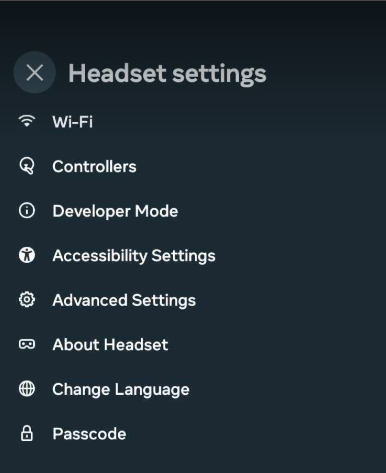 Headset settings
Wi-Fi
Controllers
Developer Mode
Accessibility Settings
Advanced Settings
About Headset
Change Language
Passcode